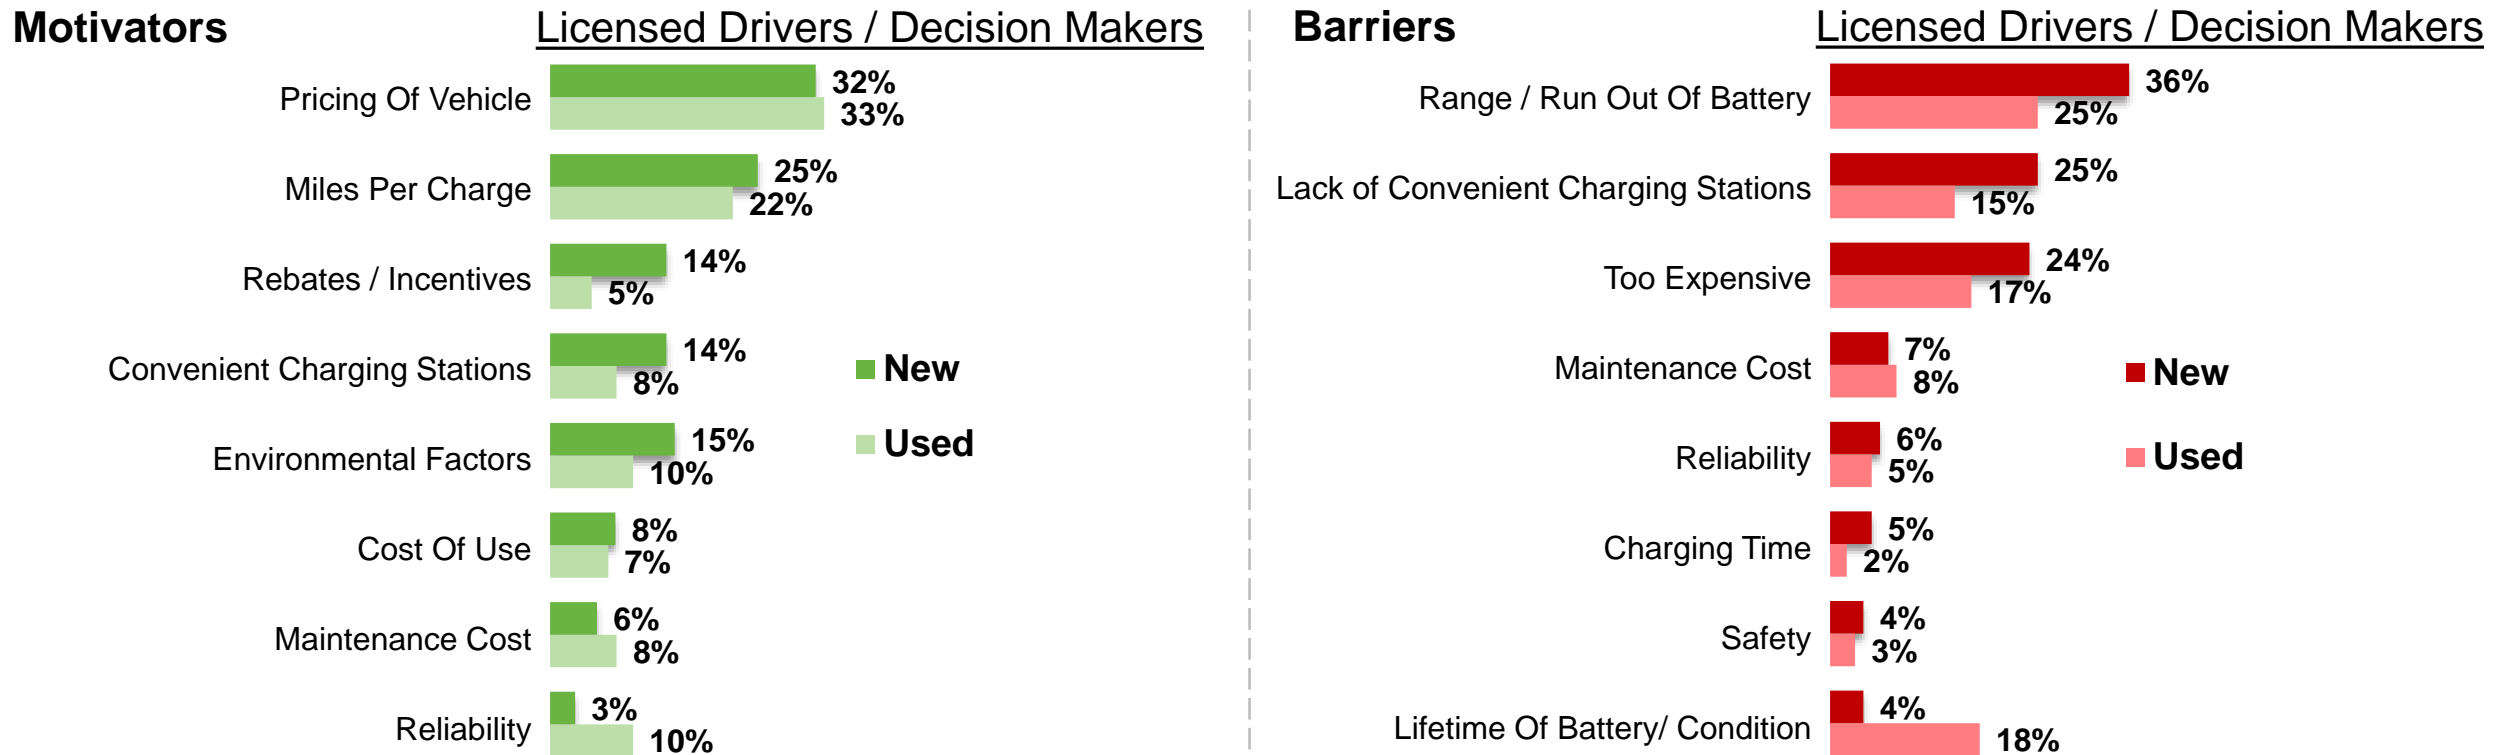 Motivators
Licensed Drivers / Decision Makers
Pricing Of Vehicle
32%
33%
Miles Per Charge
25%
22%
Rebates / Incentives
14%
5%
Convenient Charging Stations
14%
8%
Environmental Factors
15%
10%
Cost Of Use
8%
7%
Maintenance Cost
6%
8%
Reliability
3%
10%
New
Used
Barriers
Licensed Drivers / Decision Makers
Range / Run Out Of Battery
36%
25%
Lack of Convenient Charging Stations
25%
15%
Too Expensive
24%
17%
Maintenance Cost
7%
8%
Reliability
6%
5%
Charging Time
5%
2%
Safety
4%
3%
Lifetime Of Battery/ Condition
4%
18%
New
Used